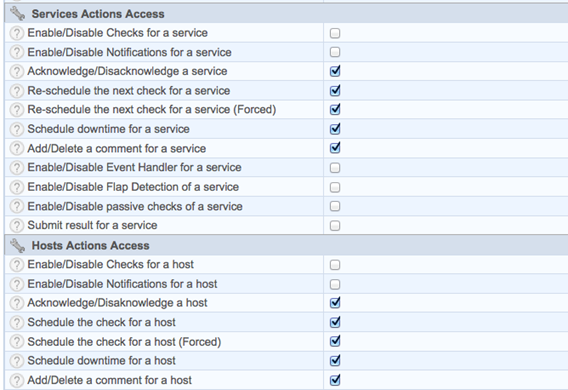 Services Actions Access
Enable/Disable Checks for a service
Enable/Disable Notifications for a service
Acknowledge/Disacknowledge a service
Re-schedule the next check for a service
Re-schedule the next check for a service (Forced)
Schedule downtime for a service
Add/Delete a comment for a service
Enable/Disable Event Handler for a service
Enable/Disable Flap Detection of a service
Enable/Disable passive checks of a service
Submit result for a service
Hosts Actions Access
Enable/Disable Checks for a host
Enable/Disable Notifications for a host
Acknowledge/Disaknowledge a host
Schedule the check for a host
Schedule the check for a host (Forced)
Schedule downtime for a host
Add/Delete a comment for a host